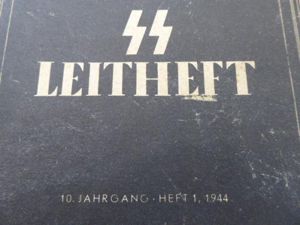 SS
LEITHEFT
10. JAHRGANG · HEFT 1, 1944